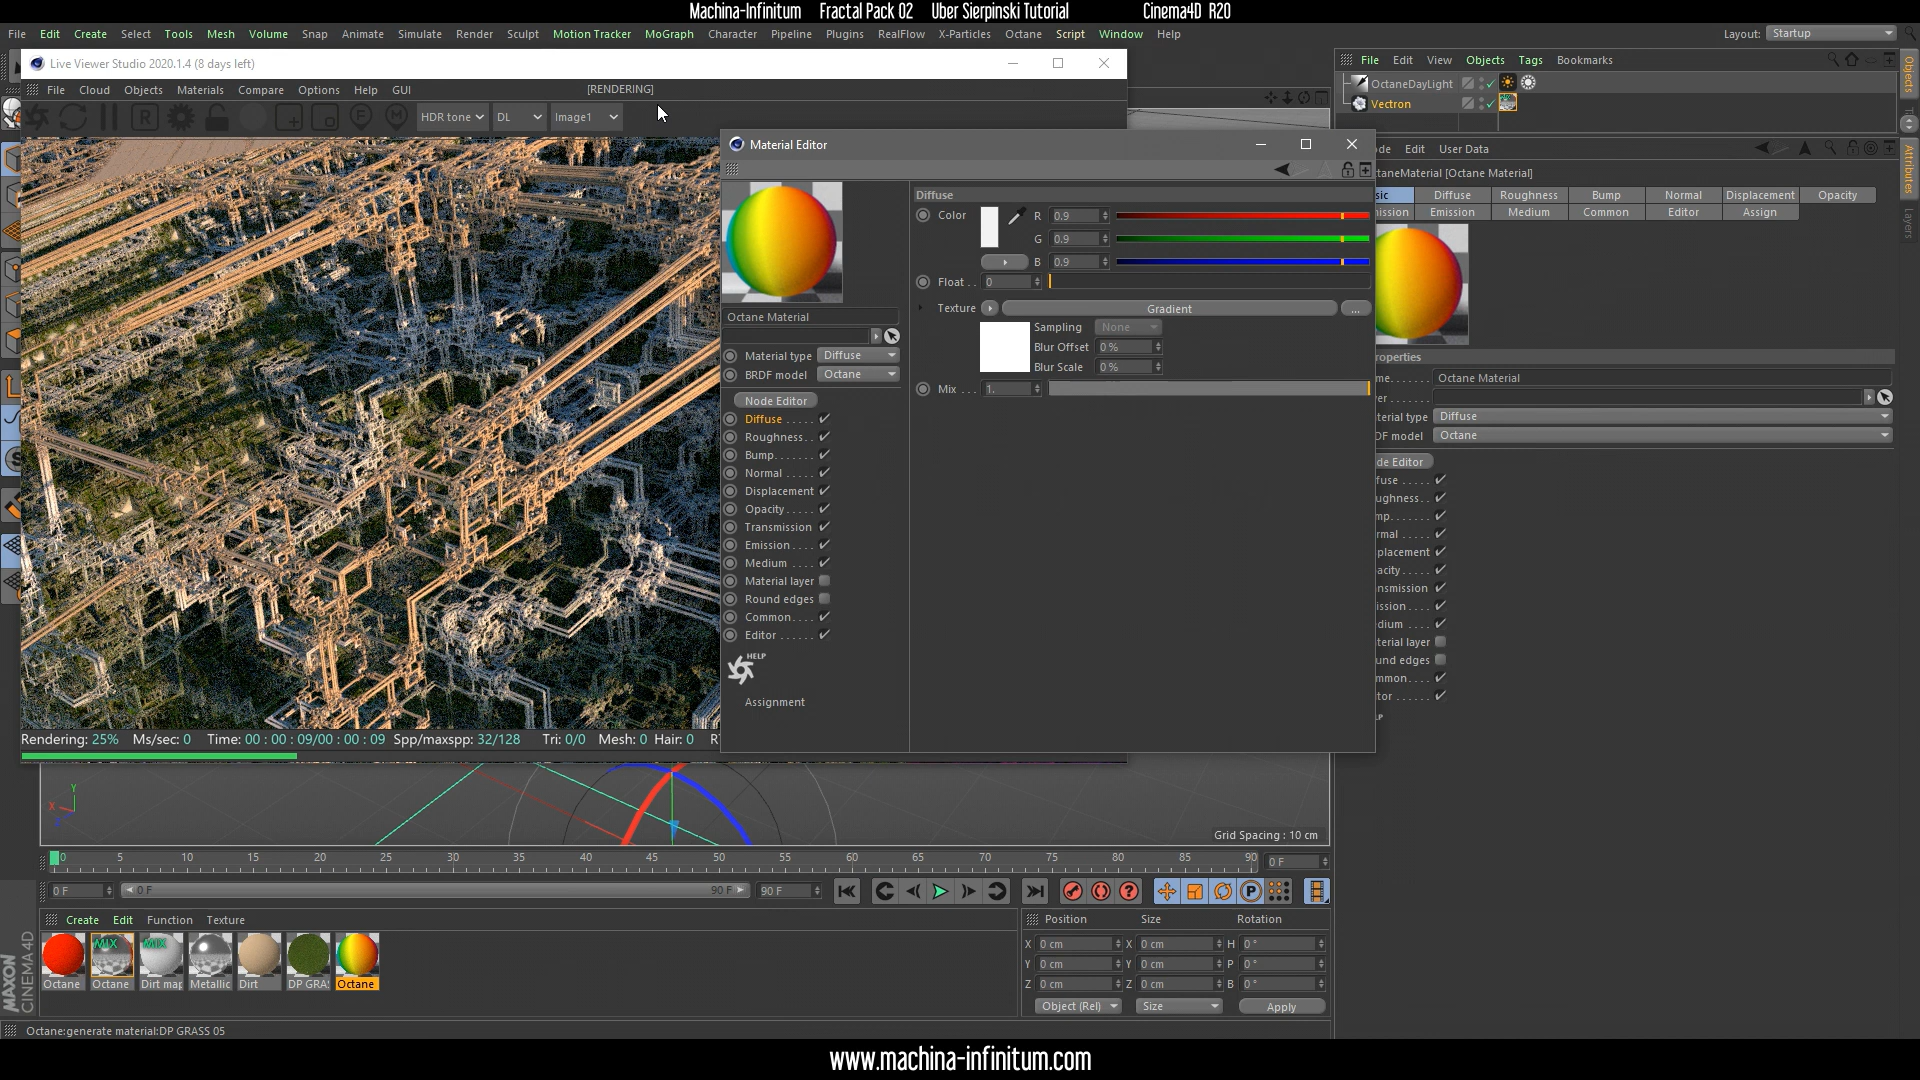 Machina-Infinitum Fractal Pack 02 Uber Sierpinski Tutorial Cinema4D R20
File Edit Create Select Tools Mesh Volume Snap Animate Simulate Render Sculpt Motion Tracker MoGraph Character Pipeline Plugins RealFlow X-Particles Octane Script Window Help Layout: Startup
Live Viewer Studio 2020.1.4 (8 days left)
File Cloud Objects Materials Compare Options Help GUI [RENDERING]
HDR tone DL Image1
File Edit View Objects Tags Bookmarks
OctaneDayLight
Vectron
Objects
Attributes
Layers
Edit User Data
[Octane Material]
Diffuse Roughness Bump Normal Displacement Opacity
Emission Medium Common Editor Assign
Octane Material
Diffuse
Octane
Material Editor
Octane Material
Material type Diffuse
BRDF model Octane
Node Editor
Diffuse
Roughness
Bump
Normal
Displacement
Opacity
Transmission
Emission
Medium
Material layer
Round edges
Common
Editor
HELP
Assignment
Diffuse
Color R 0.9
G 0.9
B 0.9
Float 0
Texture Gradient ...
Sampling None
Blur Offset 0 %
Blur Scale 0 %
Mix 1.
Rendering: 25% Ms/sec: 0 Time: 00 : 00 : 09/00 : 00 : 09 Spp/maxspp: 32/128 Tri: 0/0 Mesh: 0 Hair: 0
Y
X
Z
Grid Spacing : 10 cm
0 5 10 15 20 25 30 35 40 45 50 55 60 65 70 75 80 85 90 0 F
0 F 0 F 90 F 90 F
Create Edit Function Texture
MIX MIX
Octane Octane Dirt map Metallic Dirt DP GRAS Octane
Position Size Rotation
X 0 cm X 0 cm H 0 °
Y 0 cm Y 0 cm P 0 °
Z 0 cm Z 0 cm B 0 °
Object (Rel) Size Apply
MAXON
CINEMA 4D
Octane:generate material:DP GRASS 05
www.machina-infinitum.com